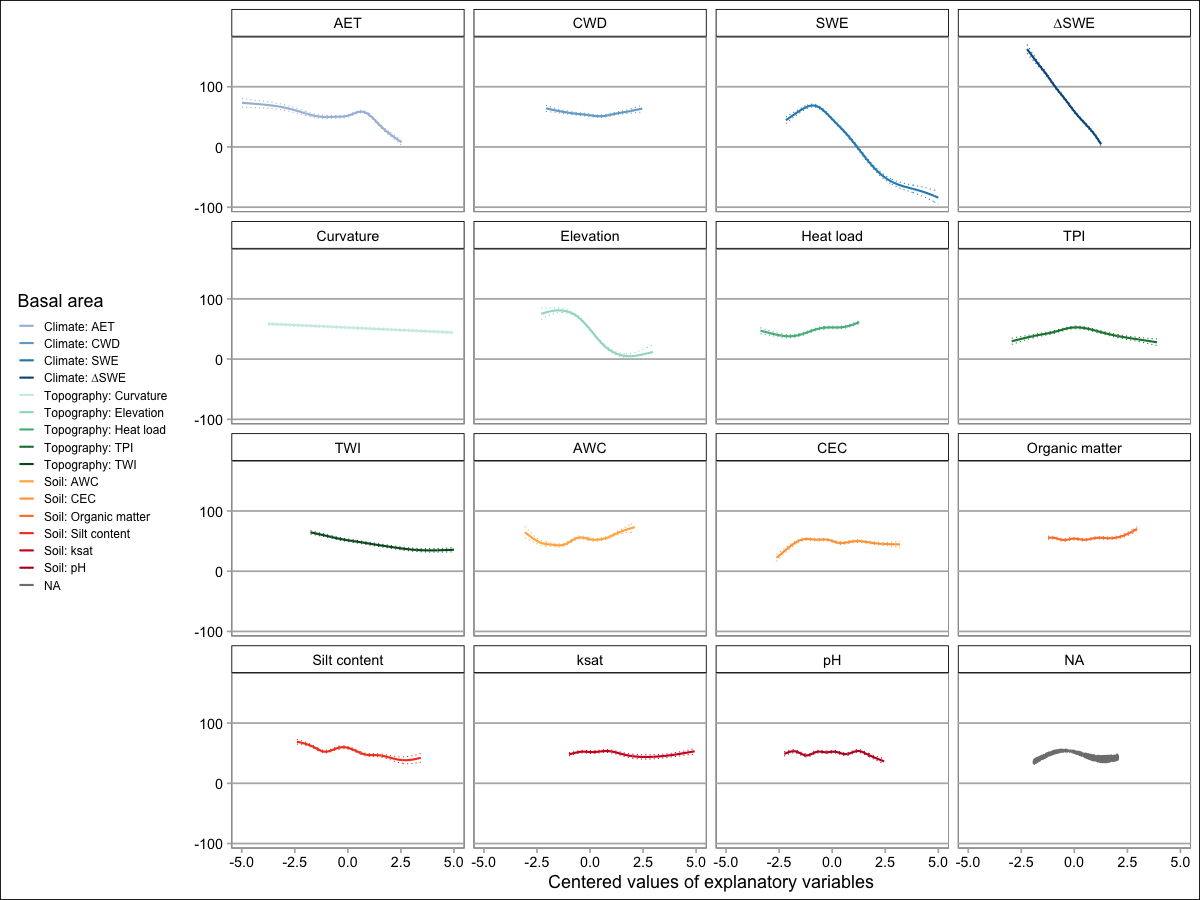 AET CWD SWE ΔSWE
100
0
-100
Curvature Elevation Heat load TPI
100
0
-100
TWI AWC CEC Organic matter
100
0
-100
Silt content ksat pH NA
100
0
-100
-5.0 -2.5 0.0 2.5 5.0 -5.0 -2.5 0.0 2.5 5.0 -5.0 -2.5 0.0 2.5 5.0 -5.0 -2.5 0.0 2.5 5.0
Centered values of explanatory variables
Basal area
Climate: AET
Climate: CWD
Climate: SWE
Climate: ΔSWE
Topography: Curvature
Topography: Elevation
Topography: Heat load
Topography: TPI
Topography: TWI
Soil: AWC
Soil: CEC
Soil: Organic matter
Soil: Silt content
Soil: ksat
Soil: pH
NA